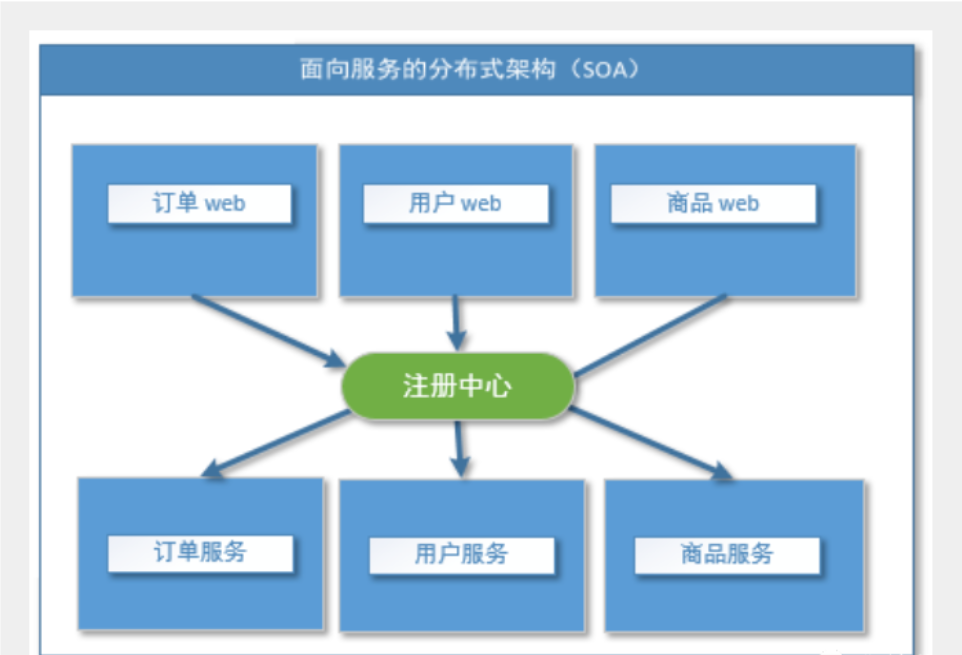 面向服务的分布式架构（SOA）
订单 web
用户 web
商品 web
注册中心
订单服务
用户服务
商品服务